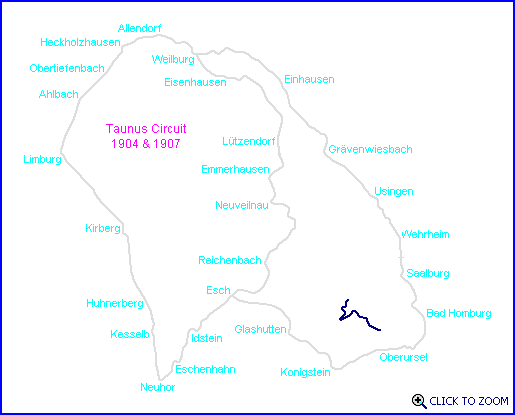 Allendorf
Heckholzhausen
Weilburg
Obertiefenbach
Eisenhausen
Einhausen
Ahlbach
Taunus Circuit
1904 & 1907
Lützendorf
Grävenwiesbach
Limburg
Emmerhausen
Usingen
Neuveilnau
Kirberg
Wehrheim
Reichenbach
Saalburg
Esch
Huhnerberg
Bad Homburg
Glashutten
Kesselb
Idstein
Oberursel
Eschenhahn
Konigstein
Neuhor
CLICK TO ZOOM